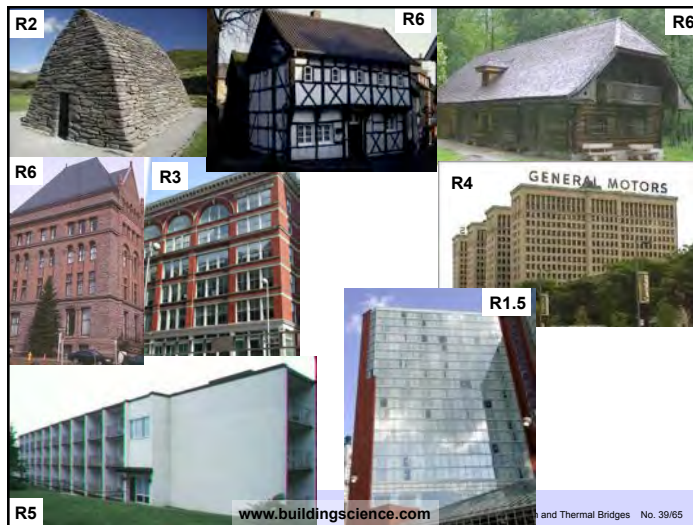 R2
R6
R6
R6
R3
R4
GENERAL MOTORS
R1.5
R5
www.buildingscience.com
and Thermal Bridges No. 39/65